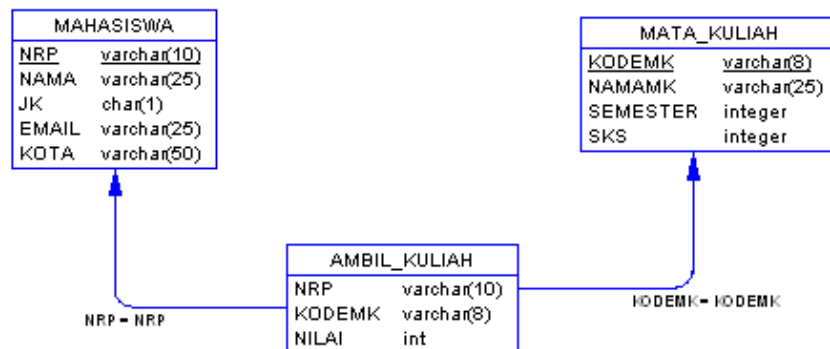 MAHASISWA
NRP varchar(10)
NAMA varchar(25)
JK char(1)
EMAIL varchar(25)
KOTA varchar(50)
MATA_KULIAH
KODEMK varchar(8)
NAMAMK varchar(25)
SEMESTER integer
SKS integer
AMBIL_KULIAH
NRP varchar(10)
KODEMK varchar(8)
NILAI int
NRP = NRP
KODEMK = KODEMK